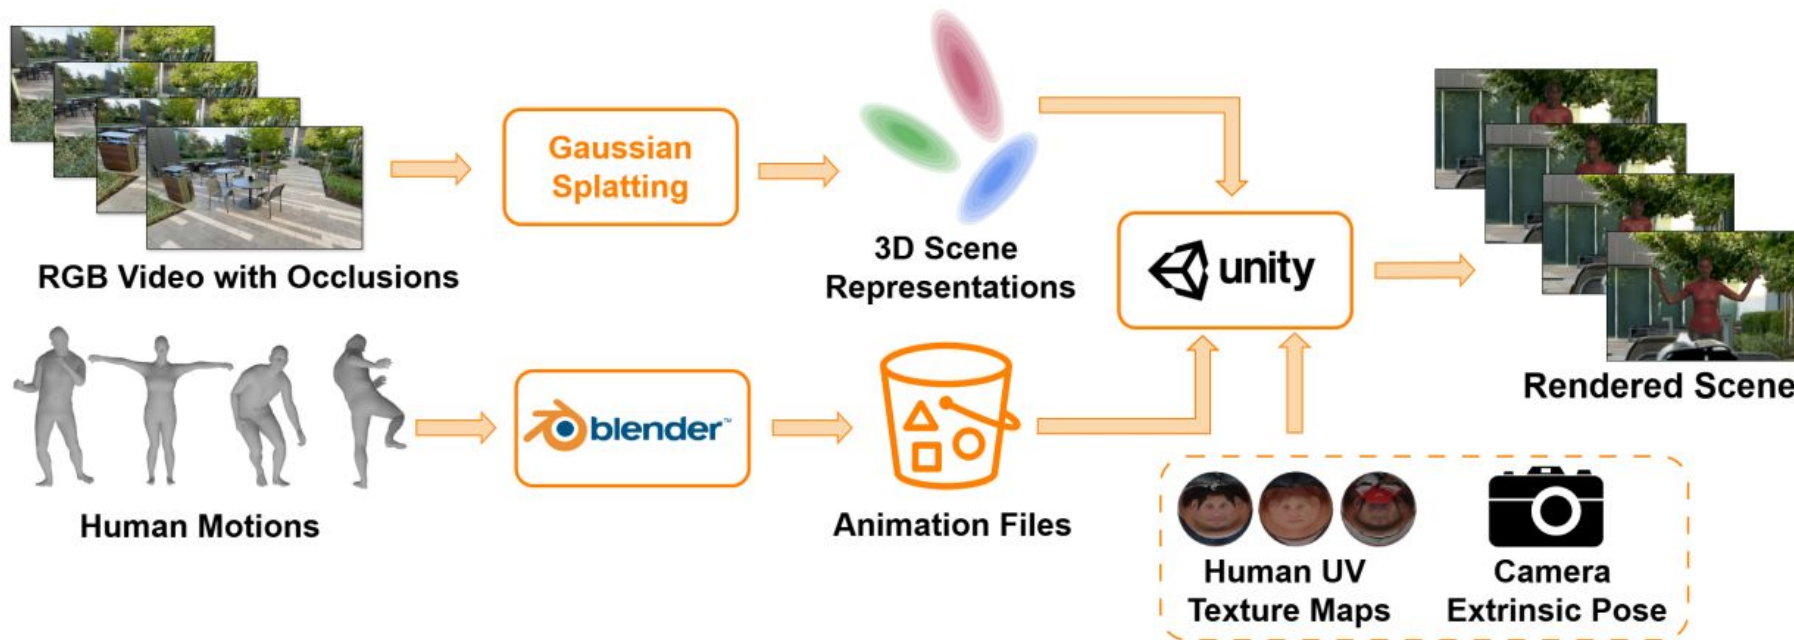 RGB Video with Occlusions
Gaussian
Splatting
3D Scene
Representations
unity
Rendered Scene
Human Motions
blender™
Animation Files
Human UV
Texture Maps
Camera
Extrinsic Pose